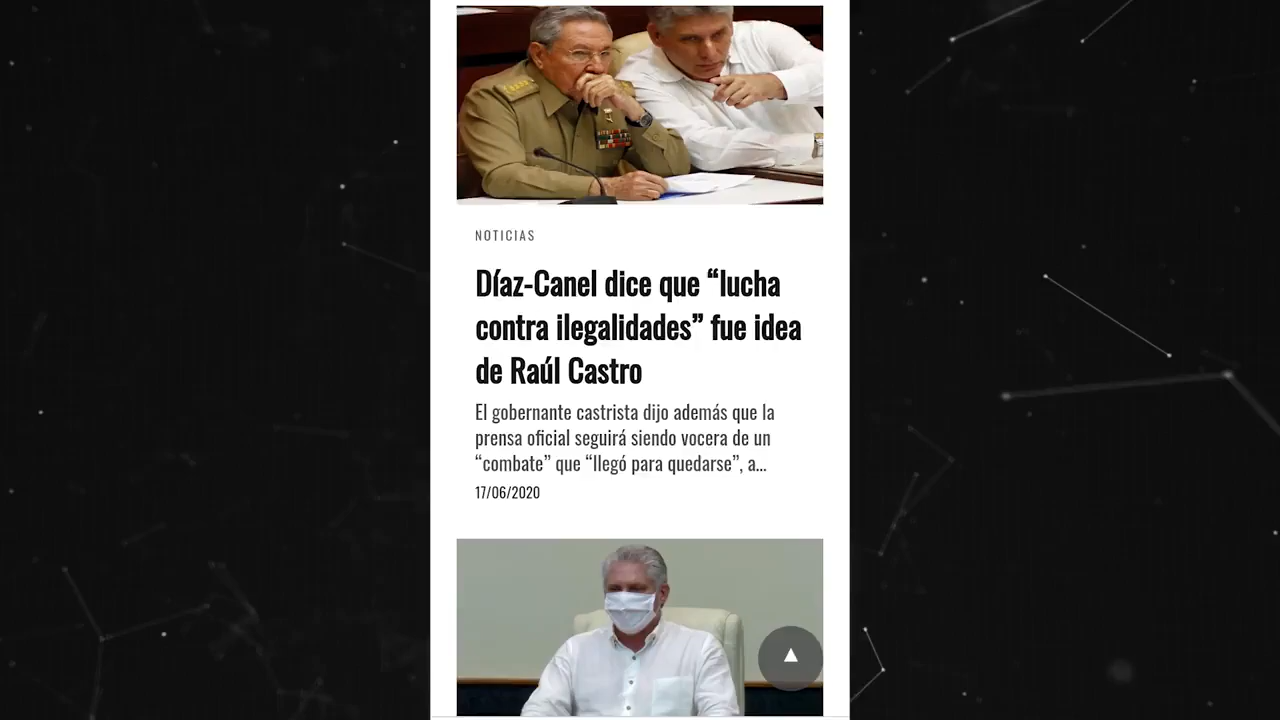 NOTICIAS
Díaz-Canel dice que “lucha
contra ilegalidades” fue idea
de Raúl Castro
El gobernante castrista dijo además que la
prensa oficial seguirá siendo vocera de un
“combate” que “llegó para quedarse”, a...
17/06/2020